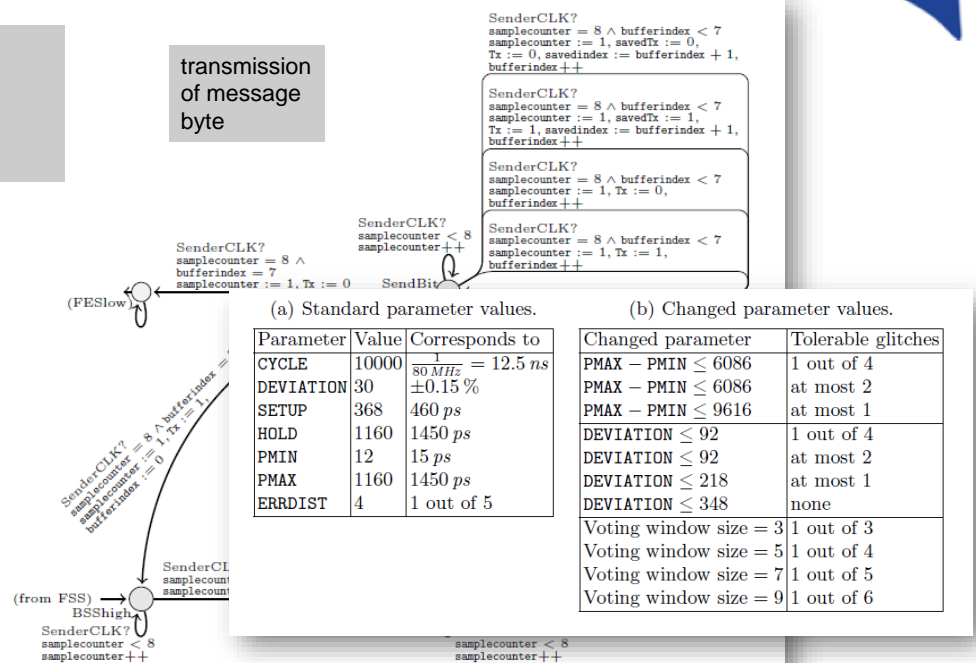 transmission
of message
byte
SenderCLK?
samplecounter = 8 ∧ bufferindex < 7
samplecounter := 1, savedTx := 0,
Tx := 0, savedindex := bufferindex + 1,
bufferindex++
SenderCLK?
samplecounter = 8 ∧ bufferindex < 7
samplecounter := 1, savedTx := 1,
Tx := 1, savedindex := bufferindex + 1,
bufferindex++
SenderCLK?
samplecounter = 8 ∧ bufferindex < 7
samplecounter := 1, Tx := 0,
bufferindex++
SenderCLK?
samplecounter = 8 ∧ bufferindex < 7
samplecounter := 1, Tx := 1,
bufferindex++
SenderCLK?
samplecounter < 8
samplecounter++
SendBit
SenderCLK?
samplecounter = 8 ∧
bufferindex = 7
samplecounter := 1, Tx := 0
(FESlow)
SenderCLK?
samplecounter = 8 ∧ bufferindex =
samplecounter := 1, Tx := 1,
bufferindex := 0
(a) Standard parameter values.
Parameter Value Corresponds to
CYCLE 10000 1/80 MHz = 12.5 ns
DEVIATION 30 ±0.15 %
SETUP 368 460 ps
HOLD 1160 1450 ps
PMIN 12 15 ps
PMAX 1160 1450 ps
ERRDIST 4 1 out of 5
(b) Changed parameter values.
Changed parameter Tolerable glitches
PMAX − PMIN ≤ 6086 1 out of 4
PMAX − PMIN ≤ 6086 at most 2
PMAX − PMIN ≤ 9616 at most 1
DEVIATION ≤ 92 1 out of 4
DEVIATION ≤ 92 at most 2
DEVIATION ≤ 218 at most 1
DEVIATION ≤ 348 none
Voting window size = 3 1 out of 3
Voting window size = 5 1 out of 4
Voting window size = 7 1 out of 5
Voting window size = 9 1 out of 6
SenderCL
samplecount
samplecount
(from FSS)
BSShigh
SenderCLK?
samplecounter < 8
samplecounter++
samplecounter < 8
samplecounter++